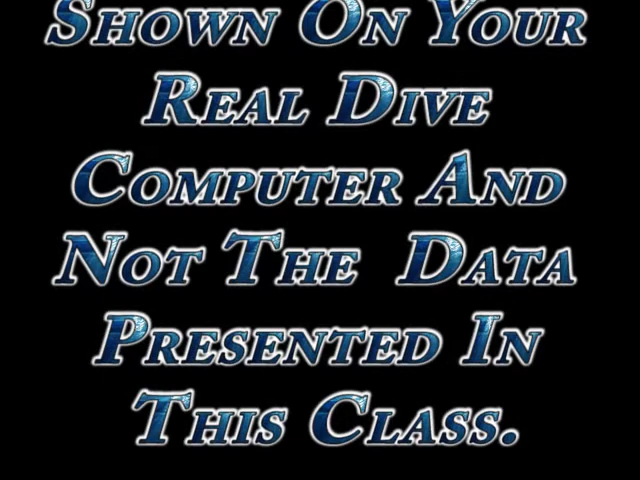 Shown On Your
Real Dive
Computer And
Not The Data
Presented In
This Class.